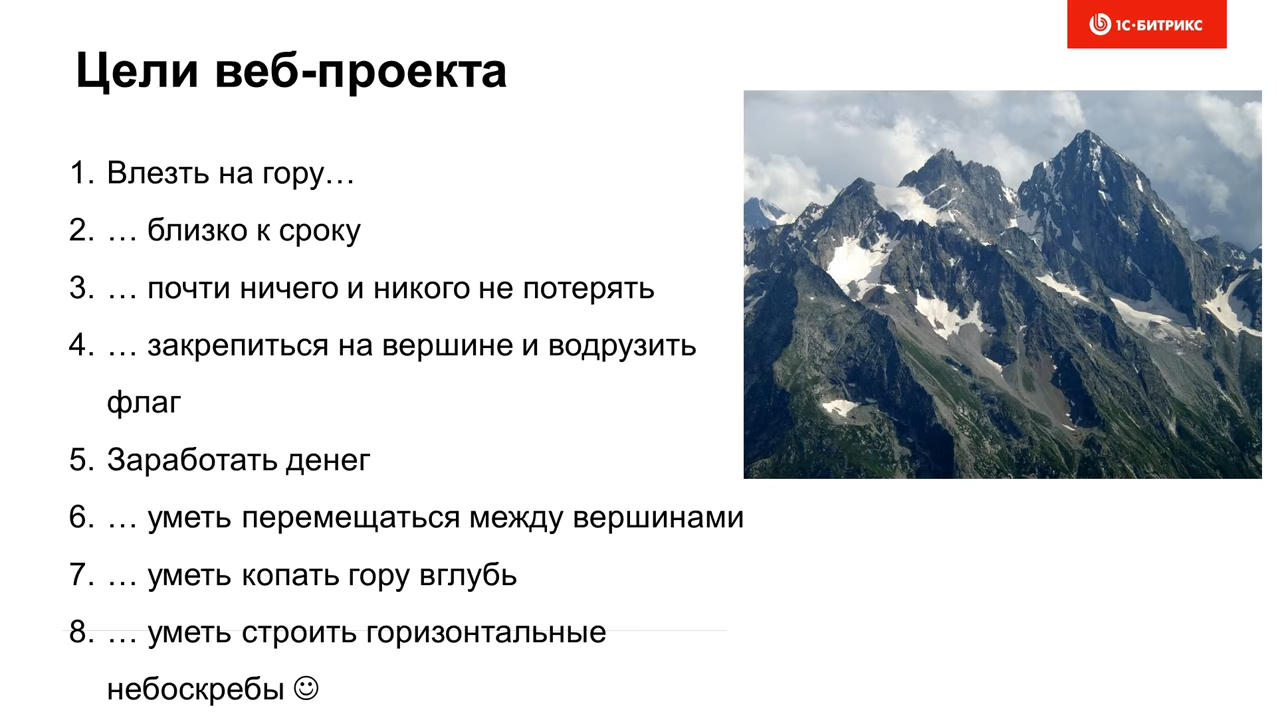 1С-БИТРИКС
Цели веб-проекта
1. Влезть на гору…
2. … близко к сроку
3. … почти ничего и никого не потерять
4. … закрепиться на вершине и водрузить
флаг
5. Заработать денег
6. … уметь перемещаться между вершинами
7. … уметь копать гору вглубь
8. … уметь строить горизонтальные
небоскребы ☺